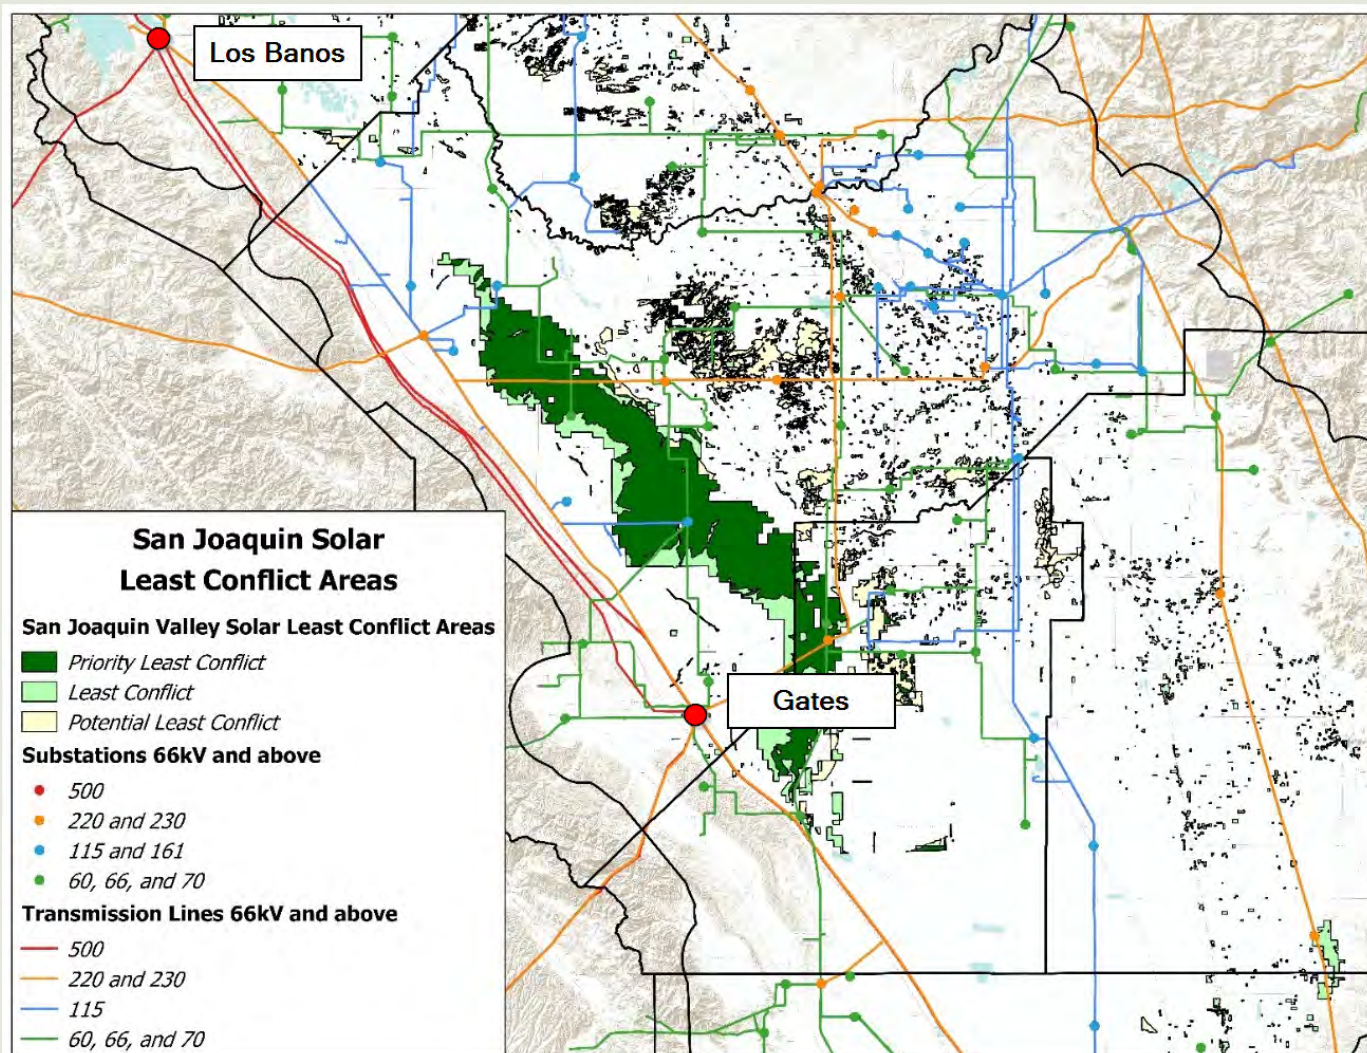 Los Banos
Gates
San Joaquin Solar
Least Conflict Areas
San Joaquin Valley Solar Least Conflict Areas
Priority Least Conflict
Least Conflict
Potential Least Conflict
Substations 66kV and above
500
220 and 230
115 and 161
60, 66, and 70
Transmission Lines 66kV and above
500
220 and 230
115
60, 66, and 70